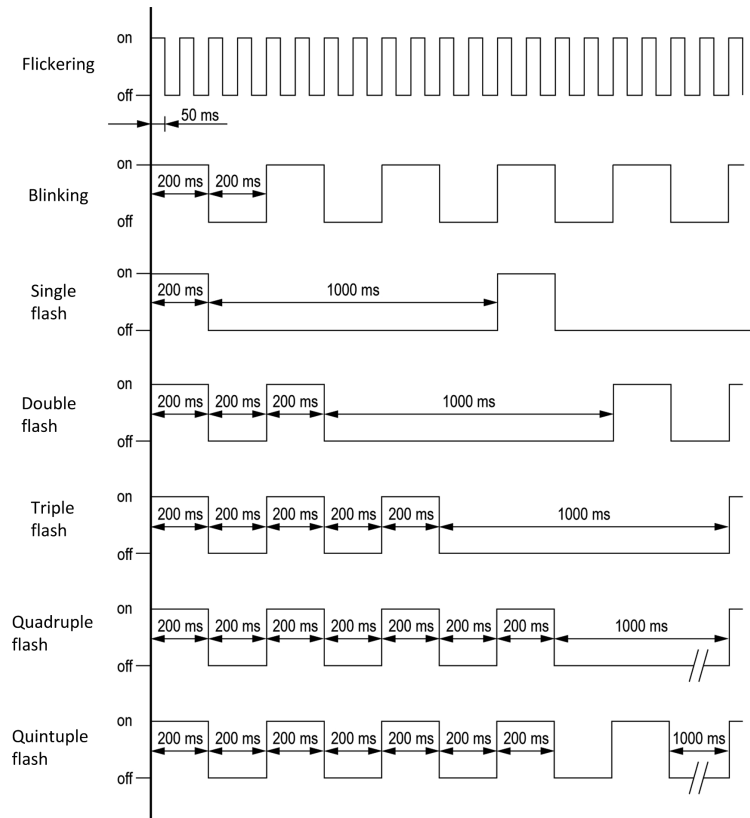 on
Flickering
off
50 ms
on
200 ms 200 ms
Blinking
off
on
Single
200 ms 1000 ms
flash
off
on
Double
200 ms 200 ms 200 ms 1000 ms
flash
off
on
Triple
200 ms 200 ms 200 ms 200 ms 200 ms 1000 ms
flash
off
on
Quadruple
200 ms 200 ms 200 ms 200 ms 200 ms 200 ms 200 ms 1000 ms
flash
off
on
Quintuple
200 ms 200 ms 200 ms 200 ms 200 ms 200 ms 200 ms 1000 ms
flash
off